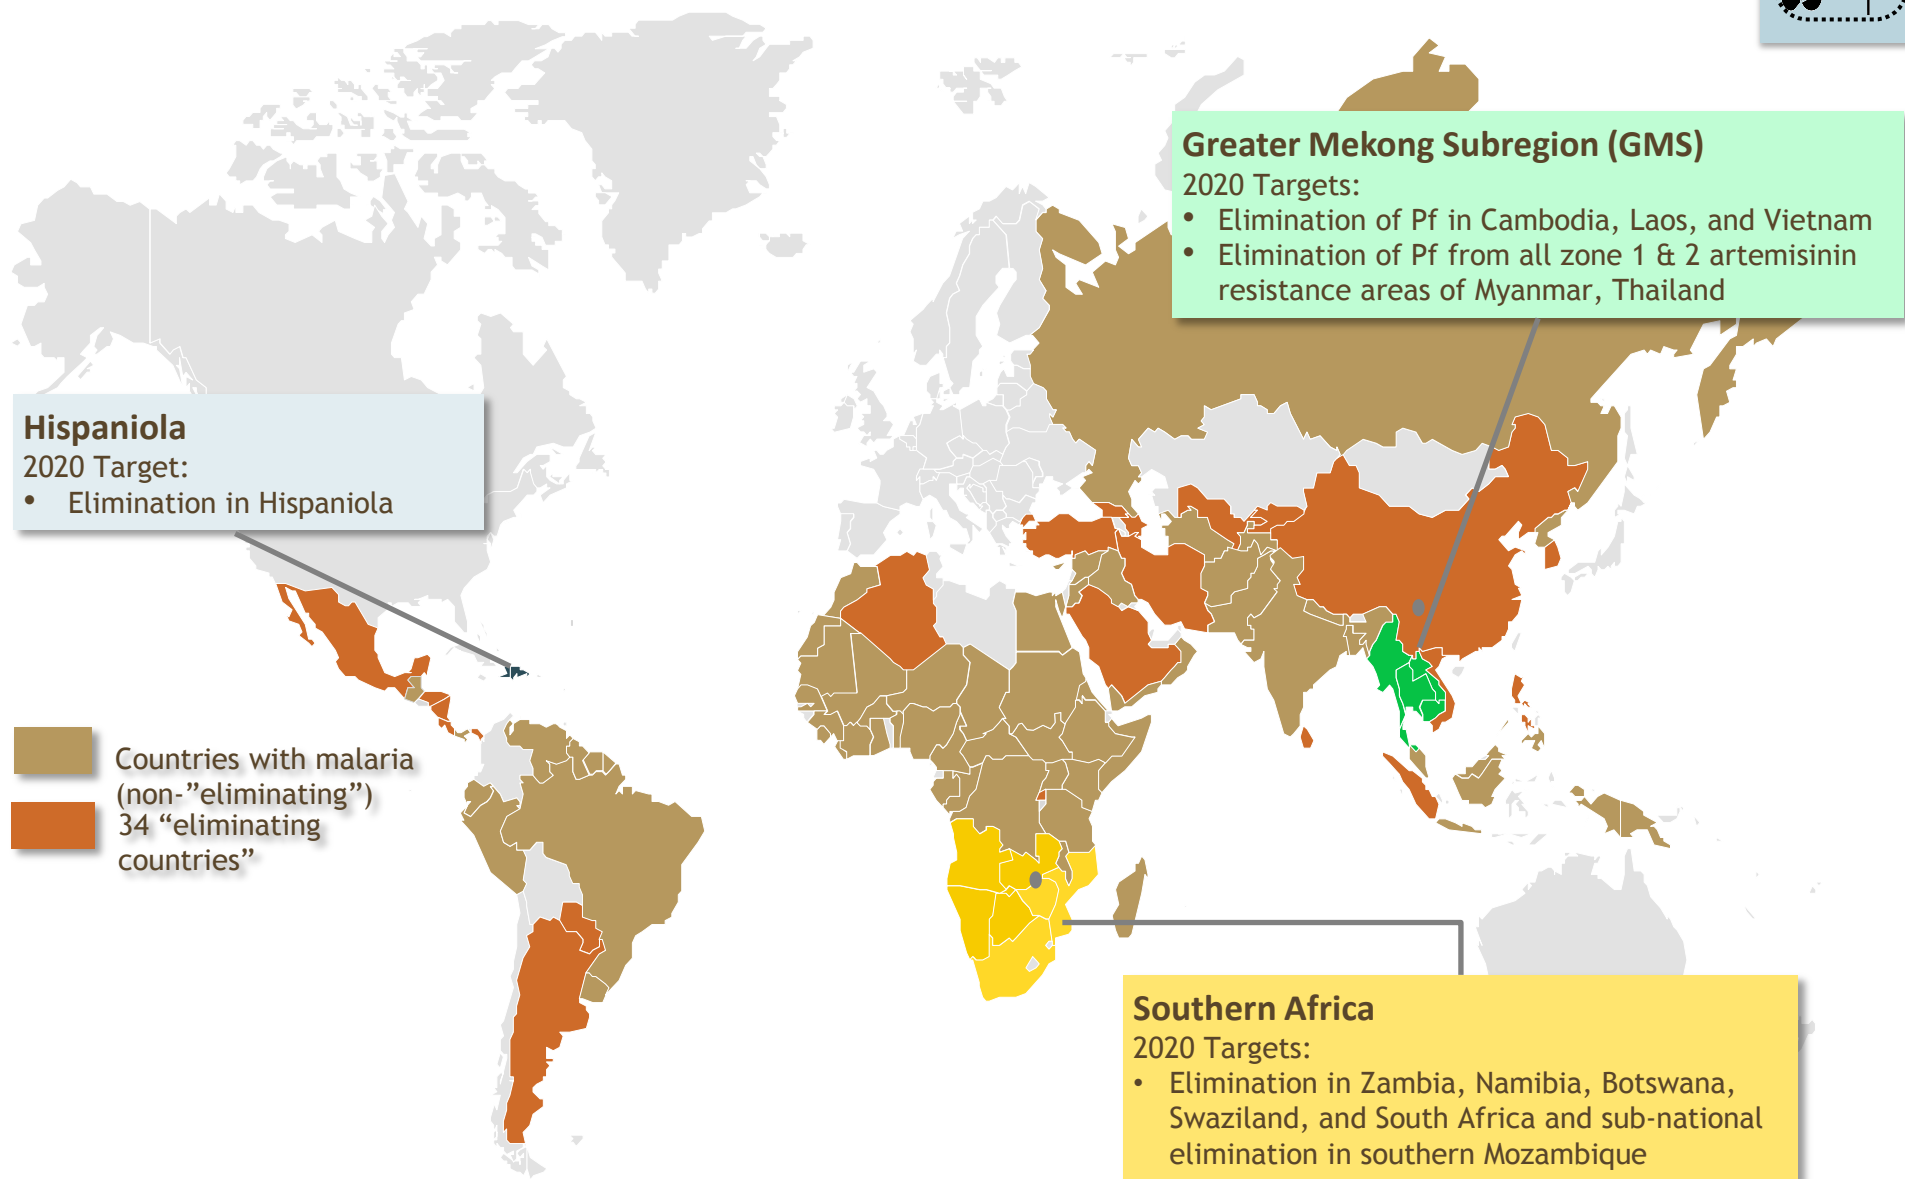 Greater Mekong Subregion (GMS)
2020 Targets:
• Elimination of Pf in Cambodia, Laos, and Vietnam
• Elimination of Pf from all zone 1 & 2 artemisinin
resistance areas of Myanmar, Thailand
Hispaniola
2020 Target:
• Elimination in Hispaniola
Countries with malaria
(non-”eliminating”)
34 “eliminating
countries”
Southern Africa
2020 Targets:
• Elimination in Zambia, Namibia, Botswana,
Swaziland, and South Africa and sub-national
elimination in southern Mozambique